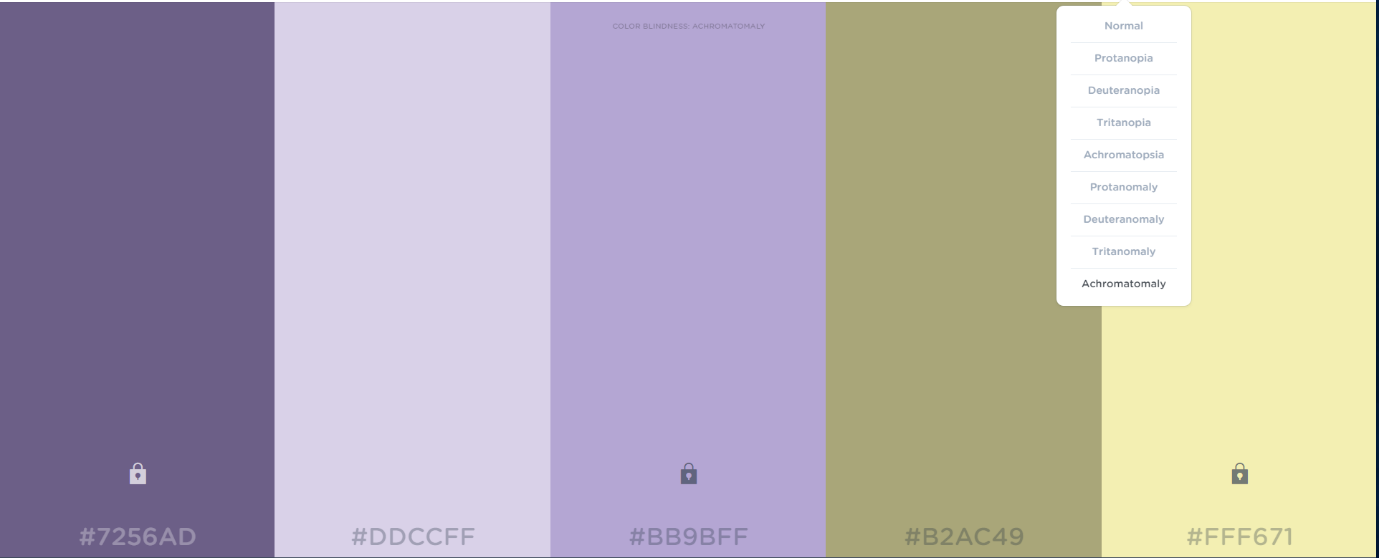 COLOR BLINDNESS: ACHROMATOMALY
Normal
Protanopia
Deuteranopia
Tritanopia
Achromatopsia
Protanomaly
Deuteranomaly
Tritanomaly
Achromatomaly
#7256AD
#DDCCFF
#BB9BFF
#B2AC49
#FFF671